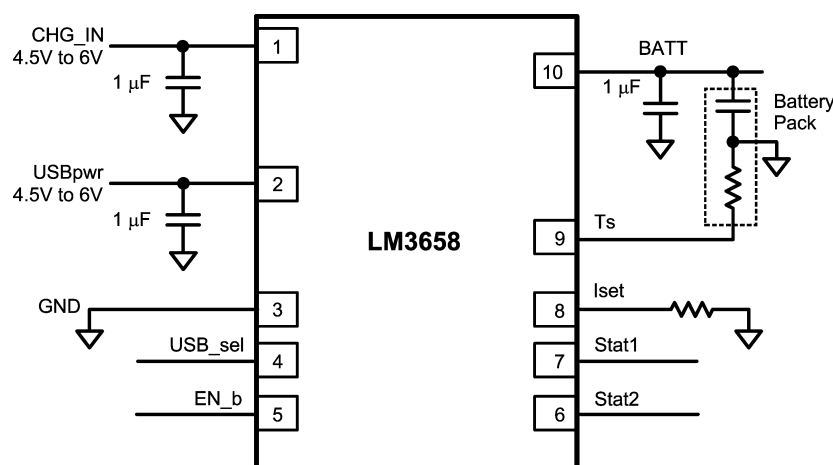 CHG_IN
4.5V to 6V
1 μF
1
USBpwr
4.5V to 6V
1 μF
2
GND
3
USB_sel
4
EN_b
5
LM3658
10
BATT
1 μF
Battery
Pack
9
Ts
8
Iset
7
Stat1
6
Stat2